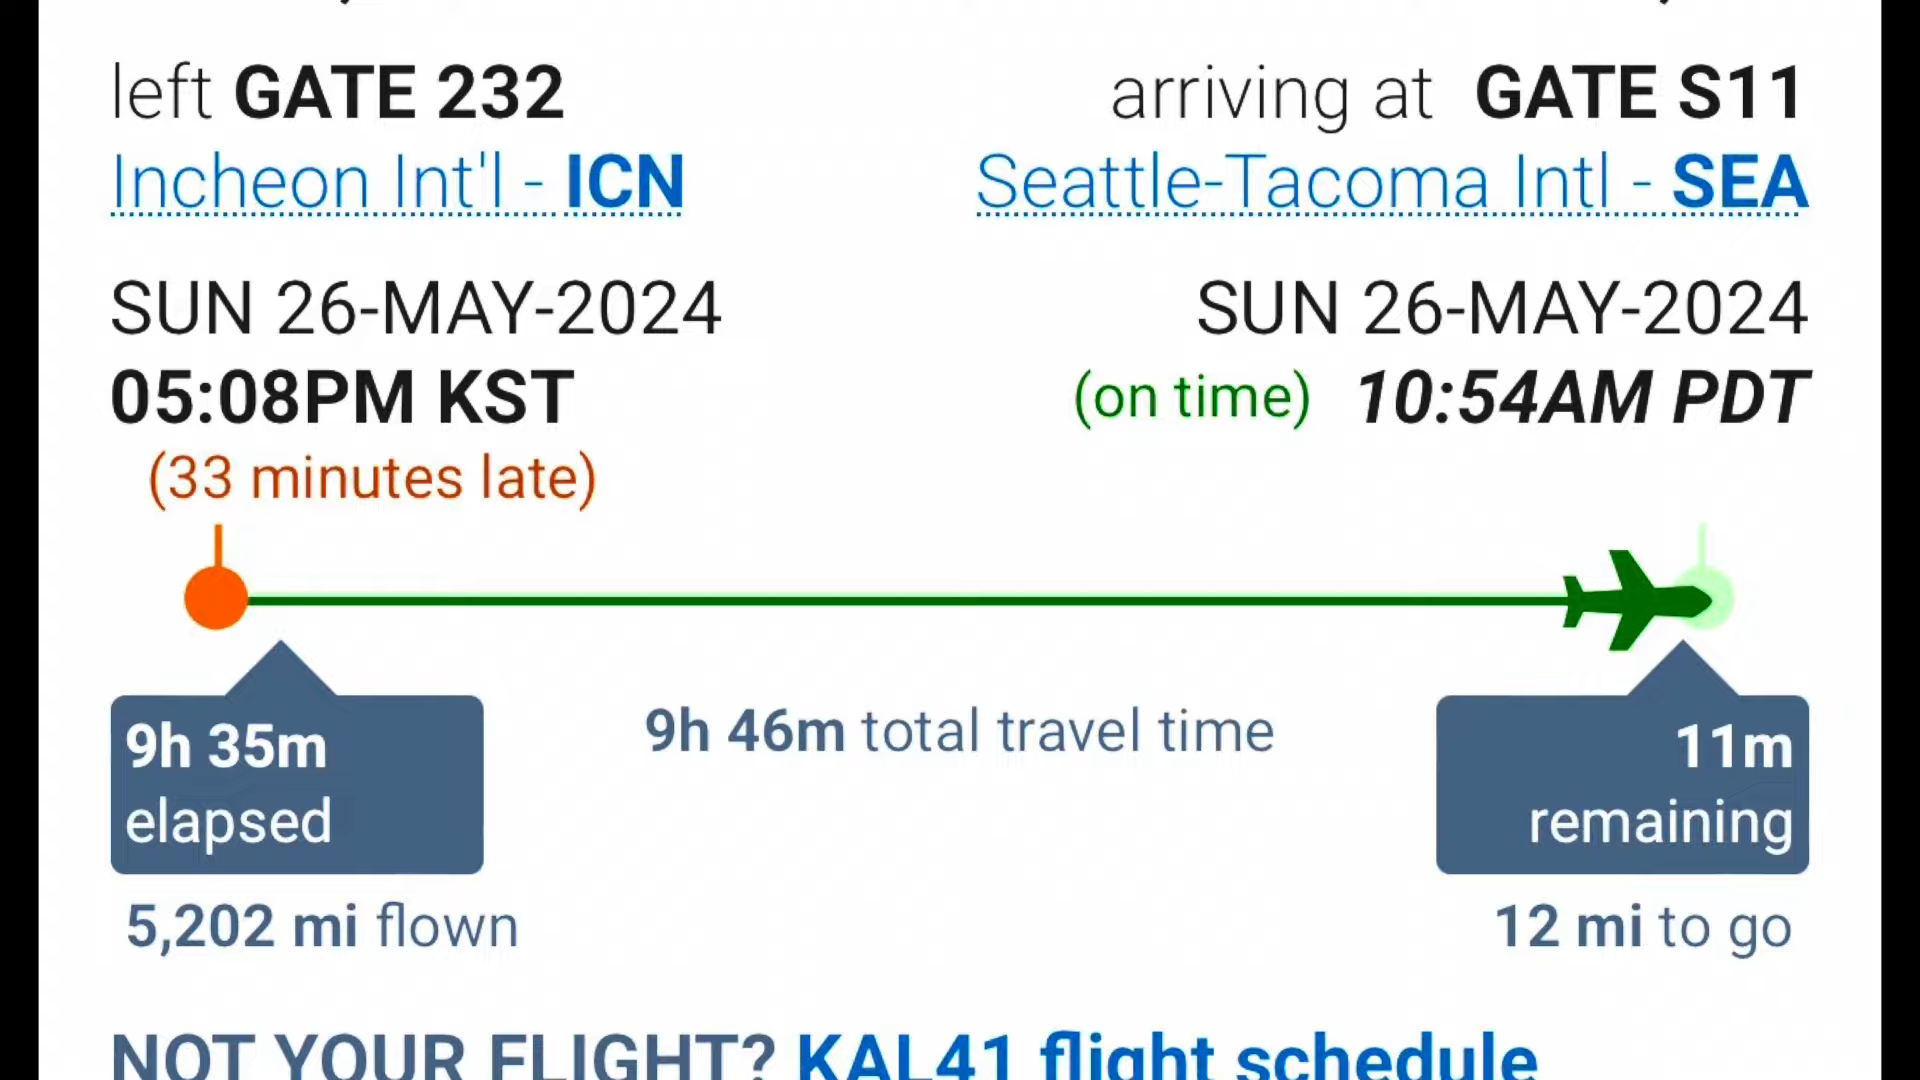 left GATE 232
arriving at GATE S11
Incheon Int'l - ICN
Seattle-Tacoma Intl - SEA
SUN 26-MAY-2024
SUN 26-MAY-2024
05:08PM KST
(on time) 10:54AM PDT
(33 minutes late)
9h 35m
elapsed
9h 46m total travel time
11m
remaining
5,202 mi flown
12 mi to go
NOT YOUR FLIGHT? KAL41 flight schedule